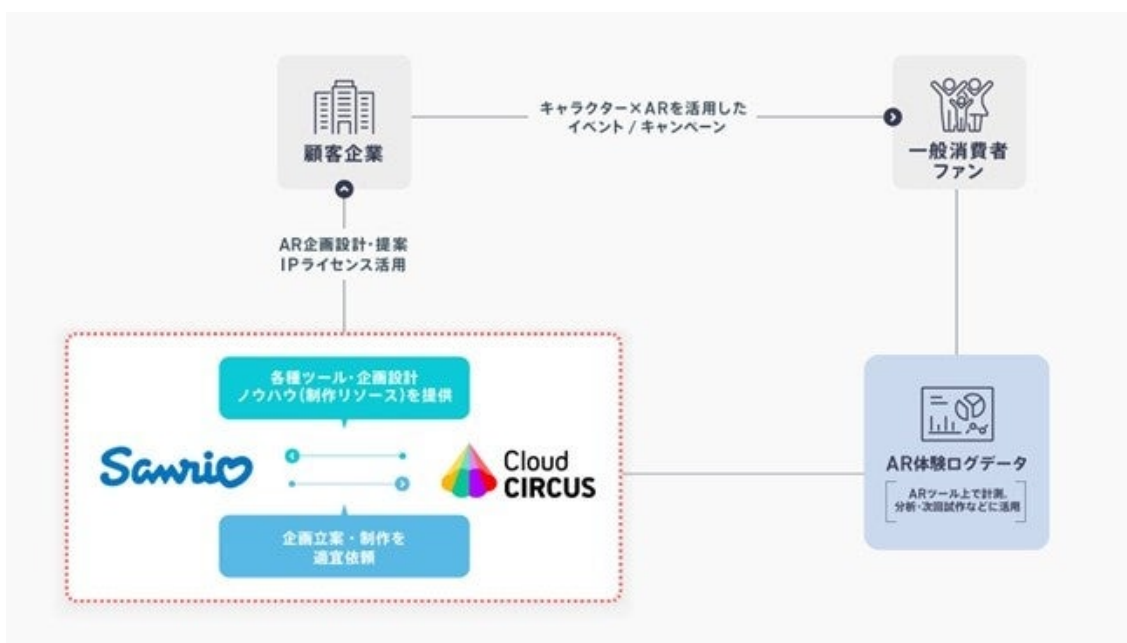 顧客企業
キャラクター×ARを活用した
イベント / キャンペーン
一般消費者
ファン
AR企画設計・提案
IPライセンス活用
各種ツール・企画設計
ノウハウ(制作リソース)を提供
Sanrio
Cloud
CIRCUS
企画立案・制作を
適宜依頼
AR体験ログデータ
ARツール上で計測,
分析・次回試作などに活用